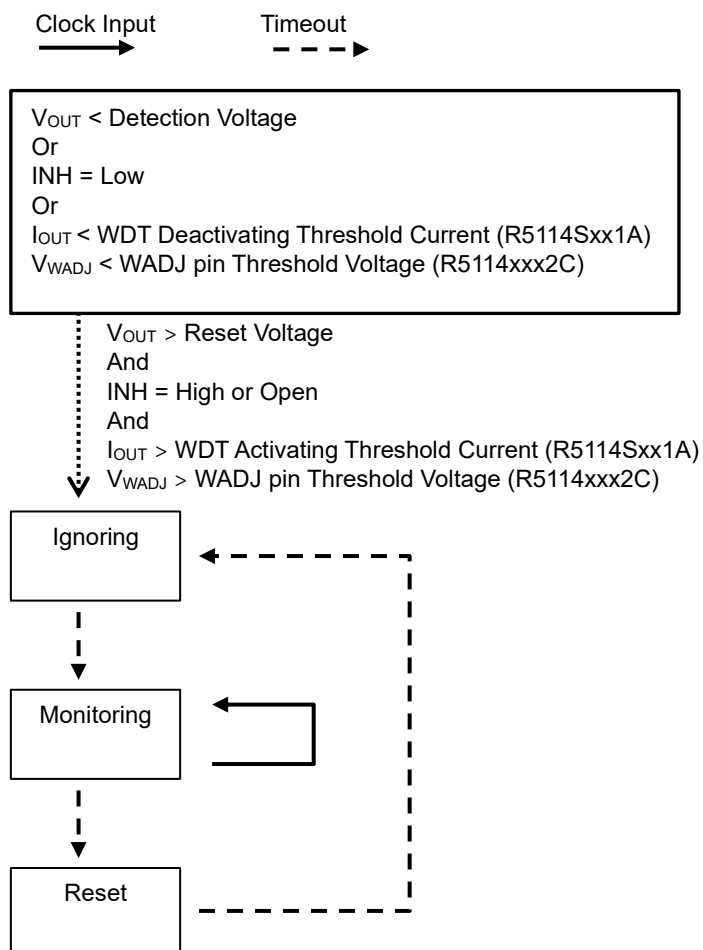 Clock Input
Timeout
VOUT < Detection Voltage
Or
INH = Low
Or
IOUT < WDT Deactivating Threshold Current (R5114Sxx1A)
VWADJ < WADJ pin Threshold Voltage (R5114xxx2C)
VOUT > Reset Voltage
And
INH = High or Open
And
IOUT > WDT Activating Threshold Current (R5114Sxx1A)
VWADJ > WADJ pin Threshold Voltage (R5114xxx2C)
Ignoring
Monitoring
Reset